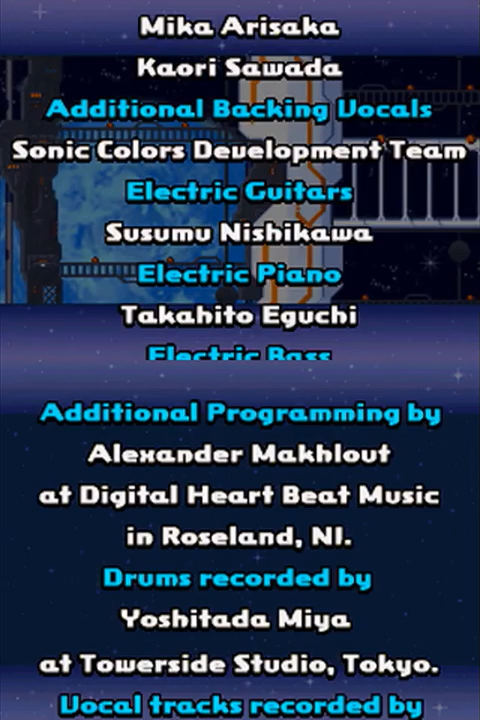 Mika Arisaka
Kaori Sawada
Additional Backing Vocals
Sonic Colors Development Team
Electric Guitars
Susumu Nishikawa
Electric Piano
Takahito Eguchi
Electric Bass
Additional Programming by
Alexander Makhlout
at Digital Heart Beat Music
in Roseland, NJ.
Drums recorded by
Yoshitada Miya
at Towerside Studio, Tokyo.
Vocal tracks recorded by